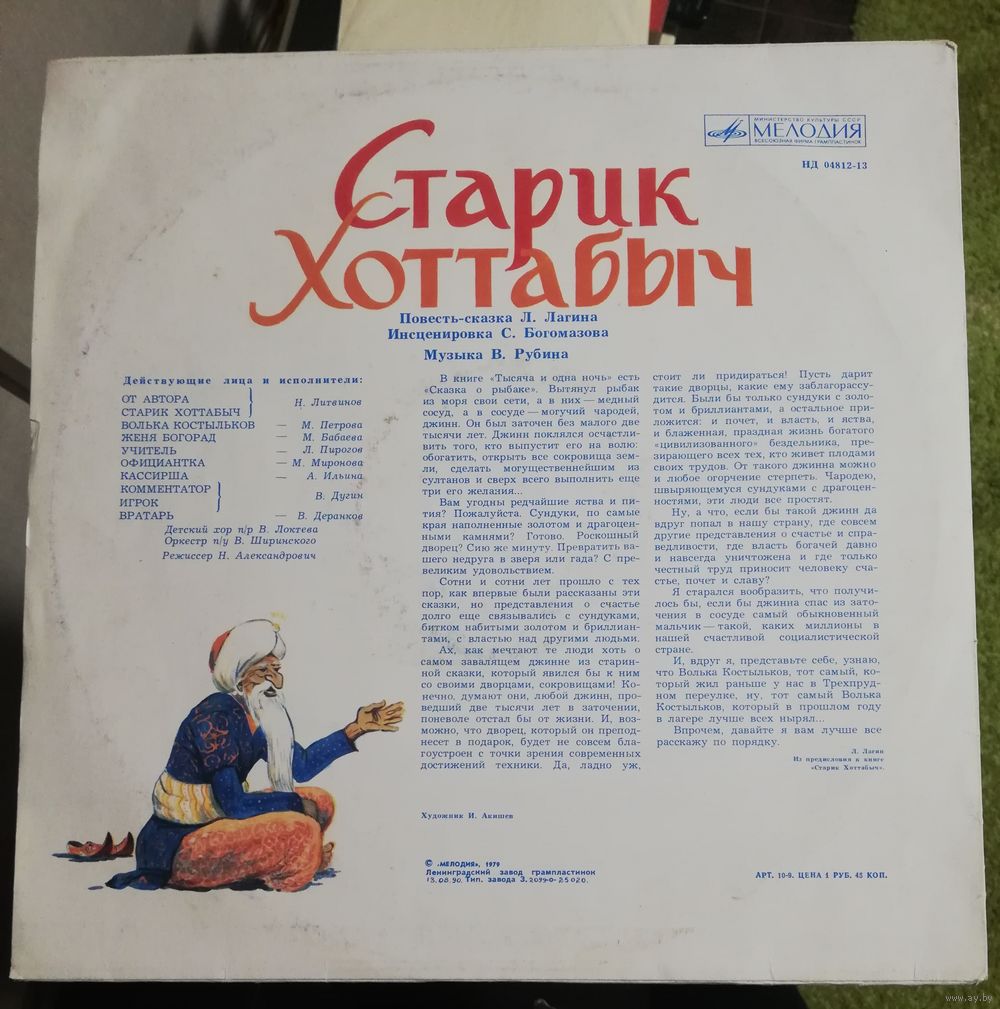 МИНИСТЕРСТВО КУЛЬТУРЫ СССР
МЕЛОДИЯ
ВСЕСОЮЗНАЯ ФИРМА ГРАМПЛАСТИНОК
НД 04812-13
Старик
Хоттабыч
Повесть-сказка Л. Лагина
Инсценировка С. Богомазова
Музыка В. Рубина
Действующие лица и исполнители:
ОТ АВТОРА
СТАРИК ХОТТАБЫЧ } Н. Литвинов
ВОЛЬКА КОСТЫЛЬКОВ — М. Петрова
ЖЕНЯ БОГОРАД — М. Бабаева
УЧИТЕЛЬ — Л. Пирогов
ОФИЦИАНТКА — М. Миронова
КАССИРША — А. Ильина
КОММЕНТАТОР
ИГРОК } В. Дугин
ВРАТАРЬ — В. Деранков
Детский хор п/р В. Локтева
Оркестр п/у В. Ширинского
Режиссер Н. Александрович
В книге «Тысяча и одна ночь» есть
«Сказка о рыбаке». Вытянул рыбак
из моря свои сети, а в них — медный
сосуд, а в сосуде — могучий чародей,
джинн. Он был заточен без малого две
тысячи лет. Джинн поклялся осчастли-
вить того, кто выпустит его на волю:
обогатить, открыть все сокровища зем-
ли, сделать могущественнейшим из
султанов и сверх всего выполнить еще
три его желания...
Вам угодны редчайшие яства и пи-
тия? Пожалуйста. Сундуки, по самые
края наполненные золотом и драгоцен-
ными камнями? Готово. Роскошный
дворец? Сию же минуту. Превратить ва-
шего недруга в зверя или гада? С пре-
великим удовольствием.
Сотни и сотни лет прошло с тех
пор, как впервые были рассказаны эти
сказки, но представления о счастье
долго еще связывались с сундуками,
битком набитыми золотом и бриллиан-
тами, с властью над другими людьми.
Ах, как мечтают те люди хоть о
самом завалящем джинне из старин-
ной сказки, который явился бы к ним
со своими дворцами, сокровищами! Ко-
нечно, думают они, любой джинн, про-
ведший две тысячи лет в заточении,
поневоле отстал бы от жизни. И, воз-
можно, что дворец, который он препод-
несет в подарок, будет не совсем бла-
гоустроен с точки зрения современных
достижений техники. Да, ладно уж,
стоит ли придираться! Пусть дарит
такие дворцы, какие ему заблагорассу-
дится. Были бы только сундуки с золо-
том и бриллиантами, а остальное при-
ложится: и почет, и власть, и яства,
и блаженная, праздная жизнь богатого
«цивилизованного» бездельника, пре-
зирающего всех тех, кто живет плодами
своих трудов. От такого джинна можно
и любое огорчение стерпеть. Чародею,
швыряющемуся сундуками с драгоцен-
ностями, эти люди все простят.
Ну, а что, если бы такой джинн да
вдруг попал в нашу страну, где совсем
другие представления о счастье и спра-
ведливости, где власть богачей давно
и навсегда уничтожена и где только
честный труд приносит человеку сча-
стье, почет и славу?
Я старался вообразить, что получи-
лось бы, если бы джинна спас из зато-
чения в сосуде самый обыкновенный
мальчик — такой, каких миллионы в
нашей счастливой социалистической
стране.
И, вдруг я, представьте себе, узнаю,
что Волька Костыльков, тот самый, ко-
торый жил раньше у нас в Трехпруд-
ном переулке, ну, тот самый Волька
Костыльков, который в прошлом году
в лагере лучше всех нырял...
Впрочем, давайте я вам лучше все
расскажу по порядку.
Л. Лагин
Из предисловия к книге
«Старик Хоттабыч».
Художник И. Акишев
© «МЕЛОДИЯ», 1979
Ленинградский завод грампластинок
13.08.90. Тип. завода З. 2099-0-25020.
АРТ. 10-9. ЦЕНА 1 РУБ. 45 КОП.
www.ay.by